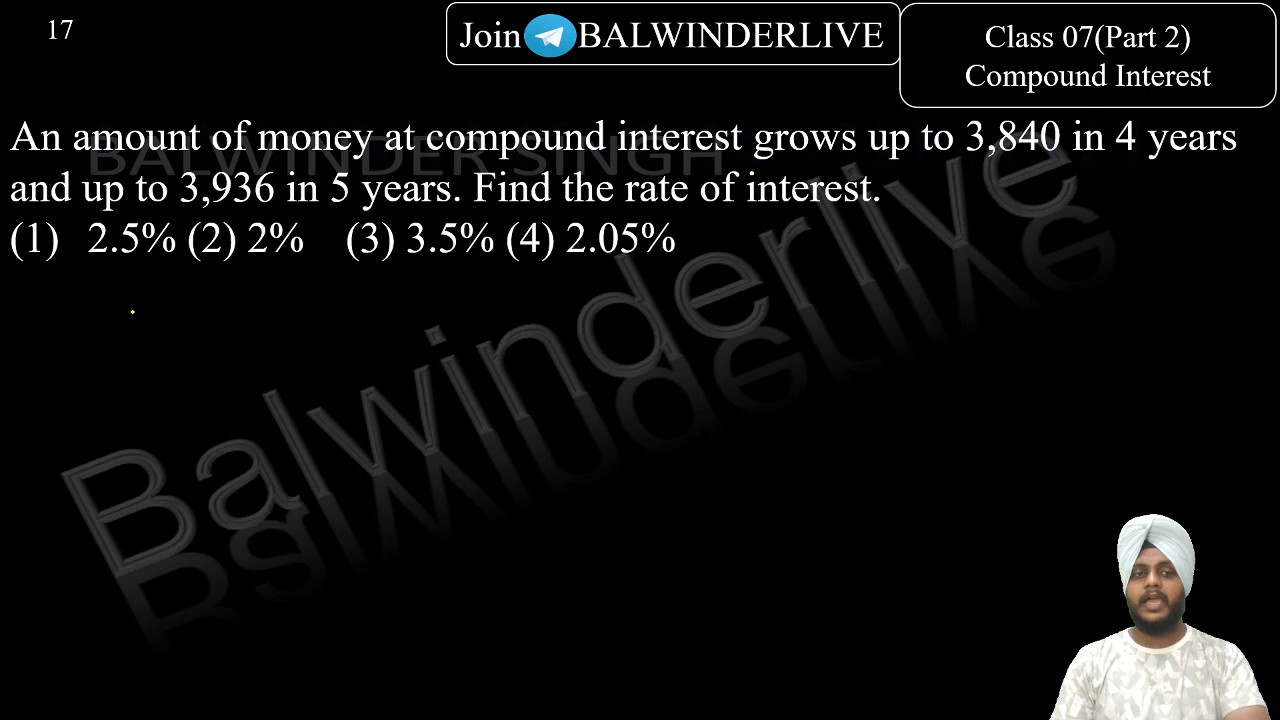 17
Join BALWINDERLIVE
Class 07(Part 2)
Compound Interest
An amount of money at compound interest grows up to 3,840 in 4 years
BALWINDER SINGH
and up to 3,936 in 5 years. Find the rate of interest.
(1) 2.5% (2) 2% (3) 3.5% (4) 2.05%
Balwinderlive